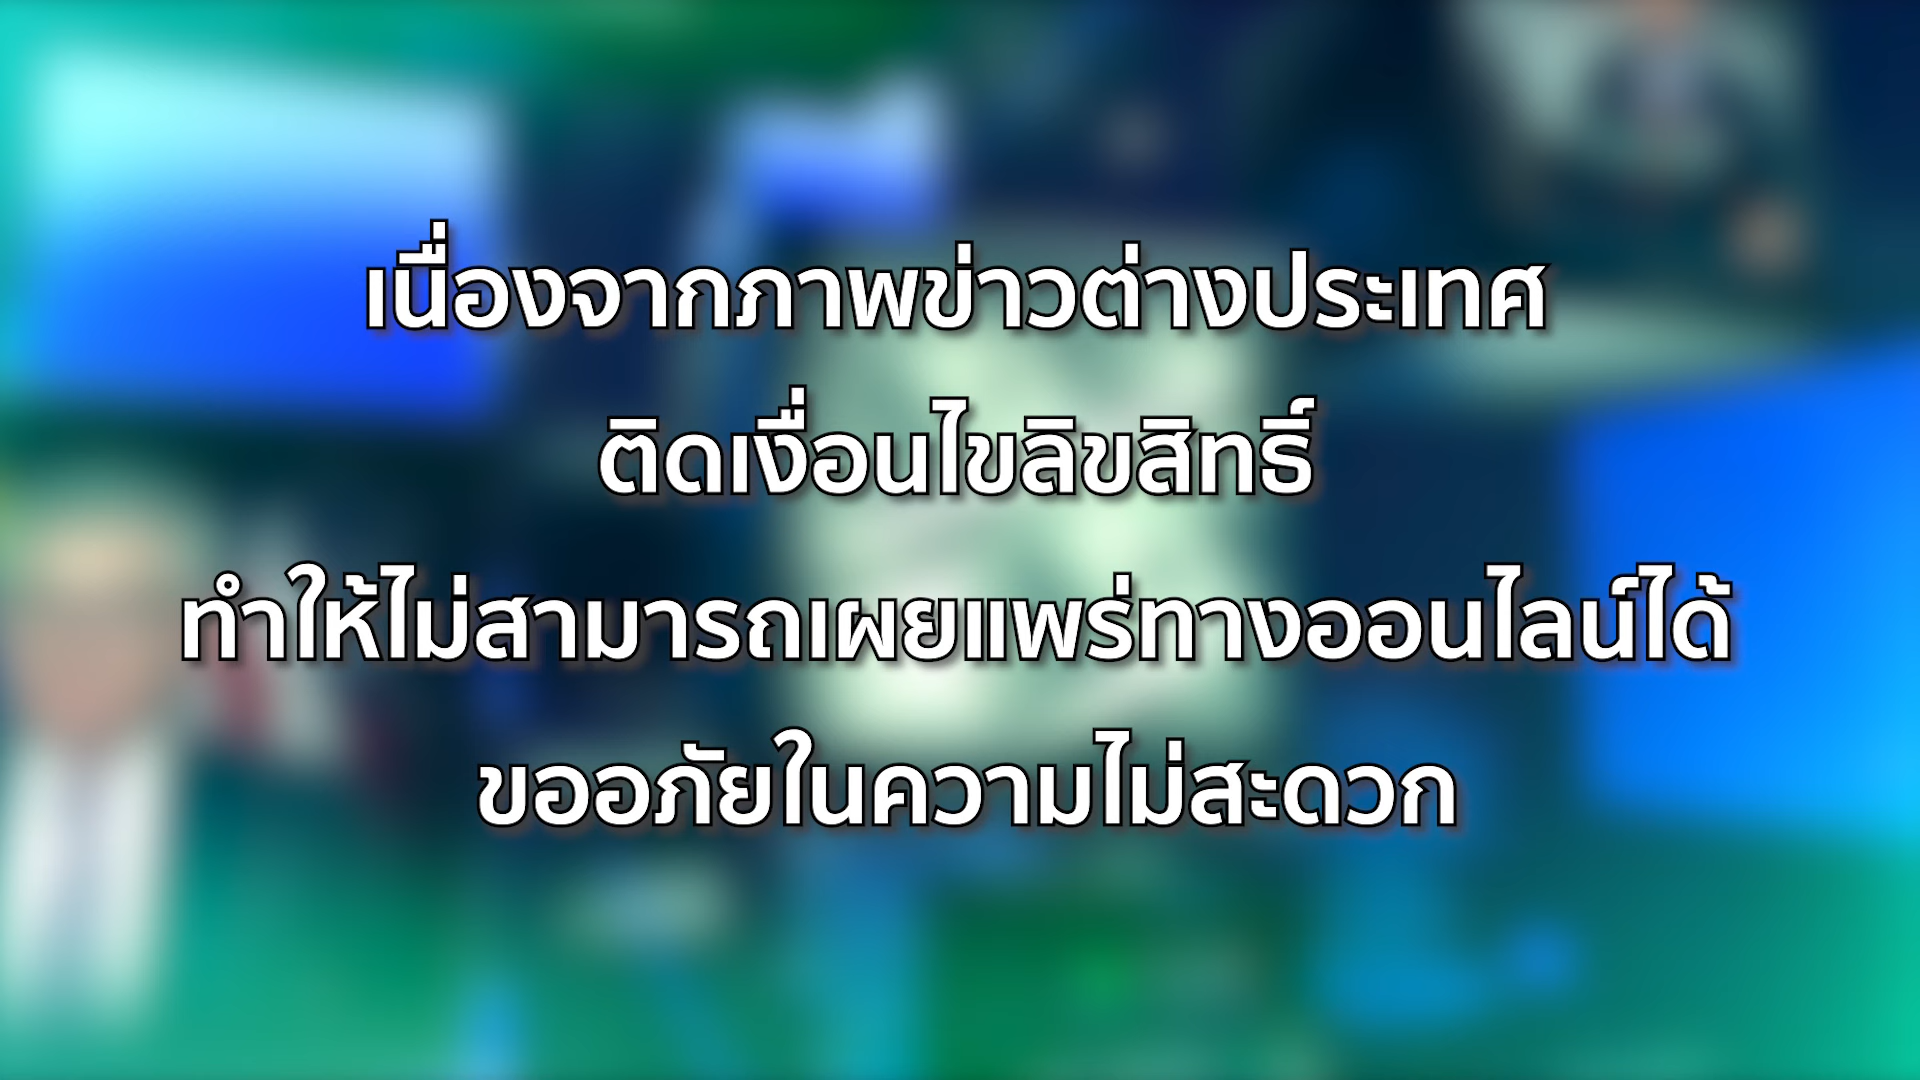 เนื่องจากภาพข่าวต่างประเทศ
ติดเงื่อนไขลิขสิทธิ์
ทำให้ไม่สามารถเผยแพร่ทางออนไลน์ได้
ขออภัยในความไม่สะดวก